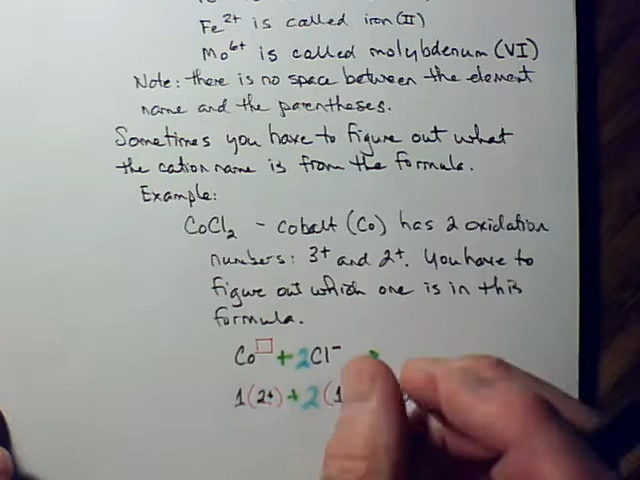 Fe²⁺ is called iron(II)
Mo⁶⁺ is called molybdenum (VI)
Note: there is no space between the element
name and the parentheses.
Sometimes you have to figure out what
the cation name is from the formula.
Example:
CoCl₂ - cobalt (Co) has 2 oxidation
numbers: 3+ and 2+. You have to
figure out which one is in this
formula.
Co□ + 2Cl⁻
1(2+) + 2(1